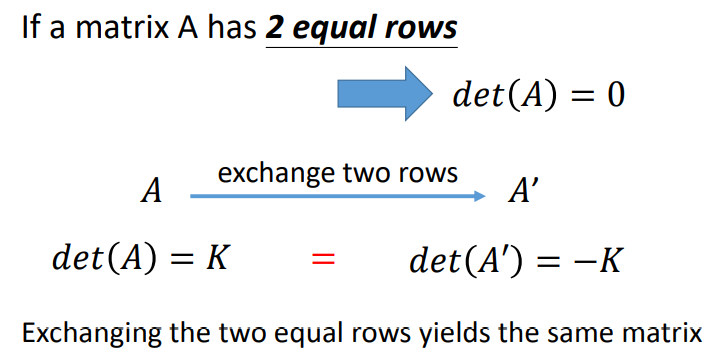 If a matrix A has 2 equal rows
det(A) = 0
exchange two rows
A A'
det(A) = K = det(A') = −K
Exchanging the two equal rows yields the same matrix